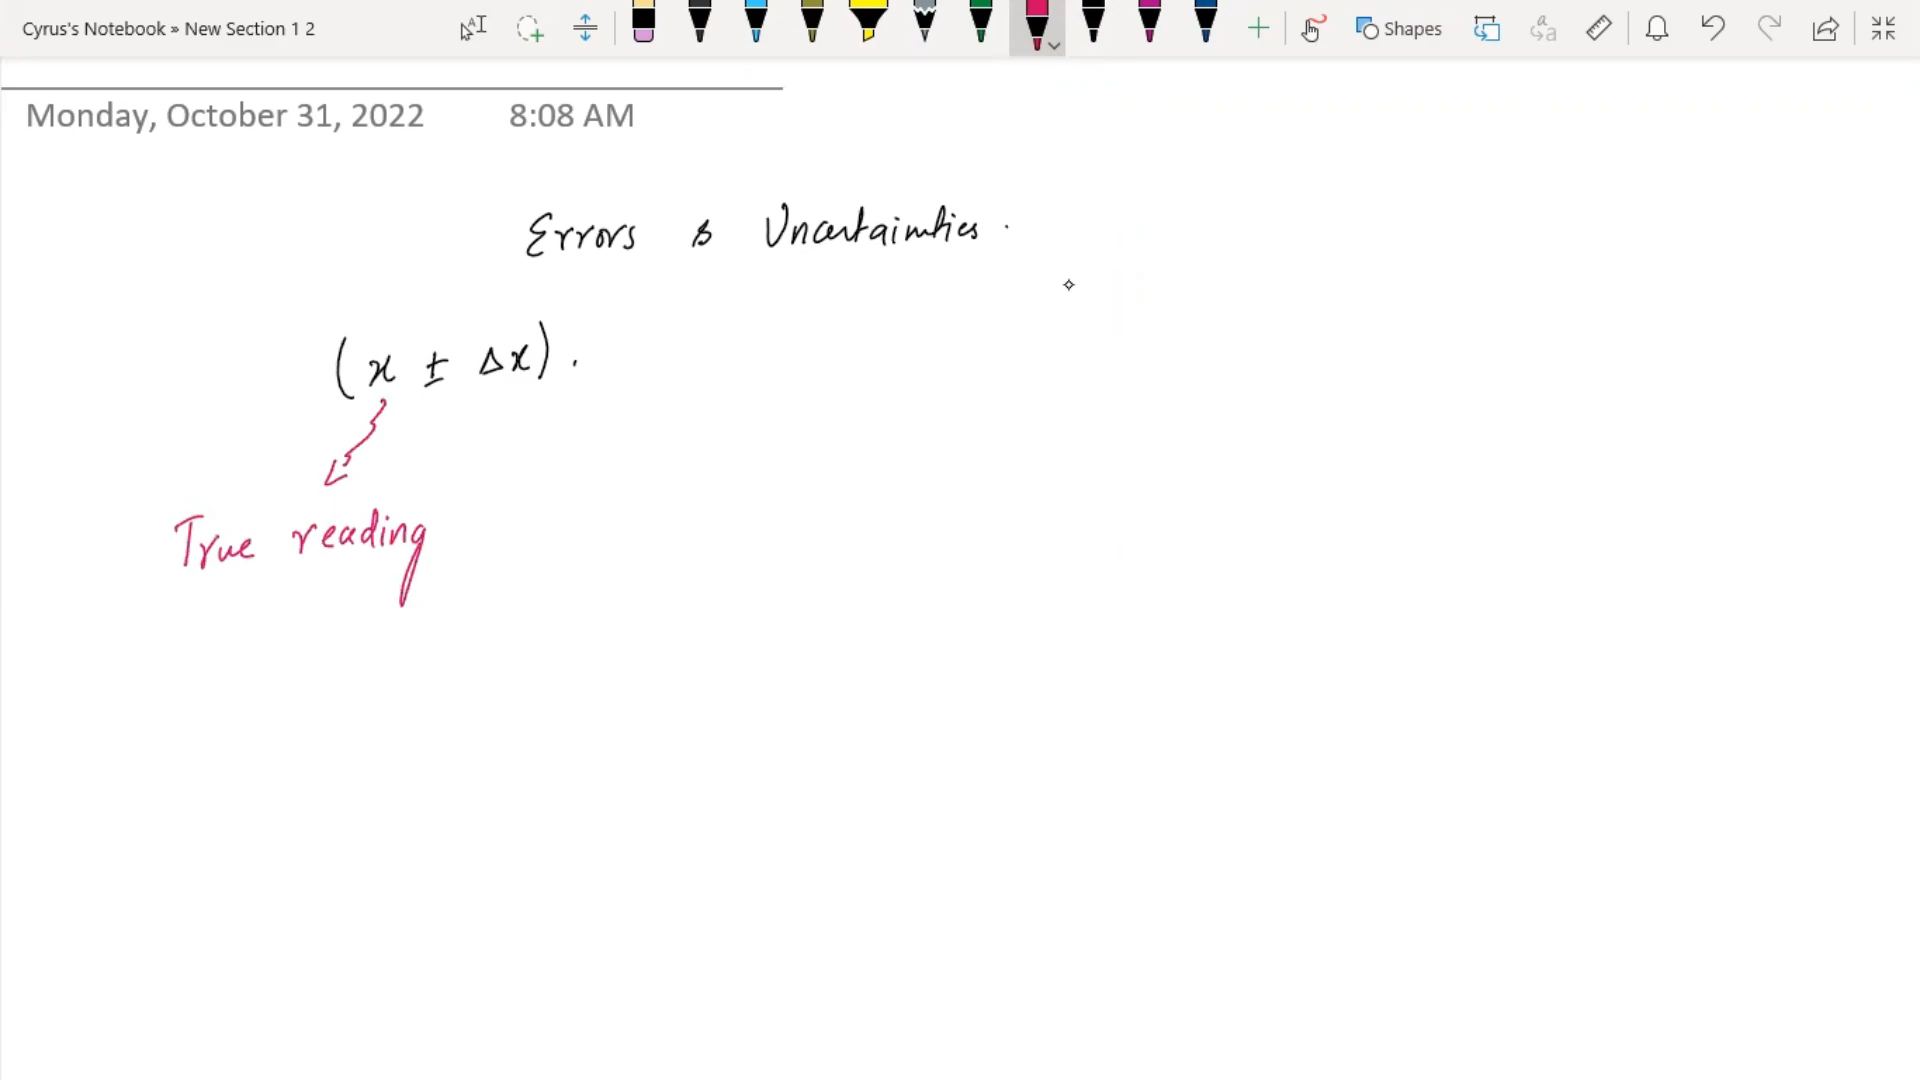 Cyrus's Notebook » New Section 1 2
Shapes
Monday, October 31, 2022 8:08 AM
Errors & Uncertainties.
(x ± Δx).
True reading